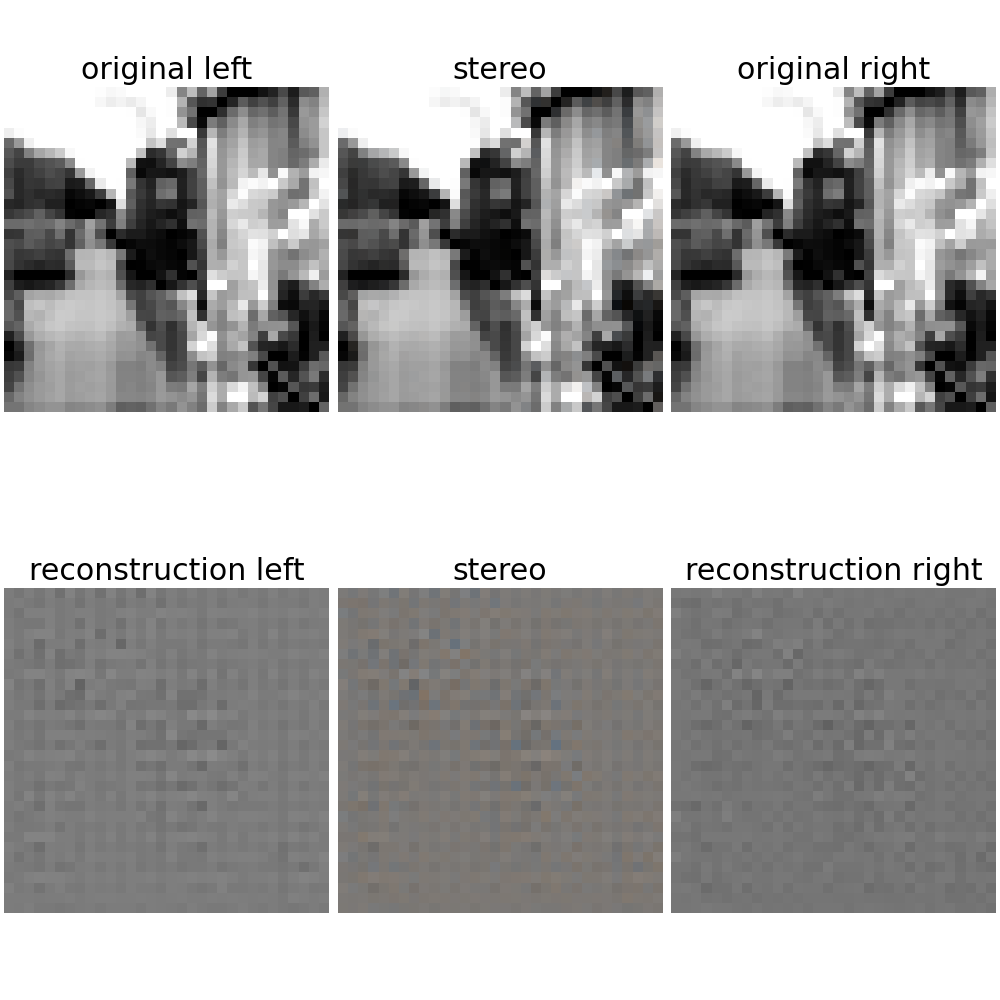 original left
stereo
original right
reconstruction left
stereo
reconstruction right